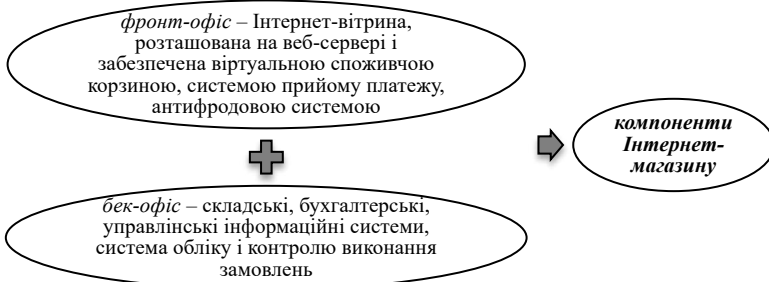 фронт-офіс – Інтернет-вітрина,
розташована на веб-сервері і
забезпечена віртуальною споживчою
корзиною, системою прийому платежу,
антифродовою системою
компоненти
Інтернет-
магазину
бек-офіс – складські, бухгалтерські,
управлінські інформаційні системи,
система обліку і контролю виконання
замовлень